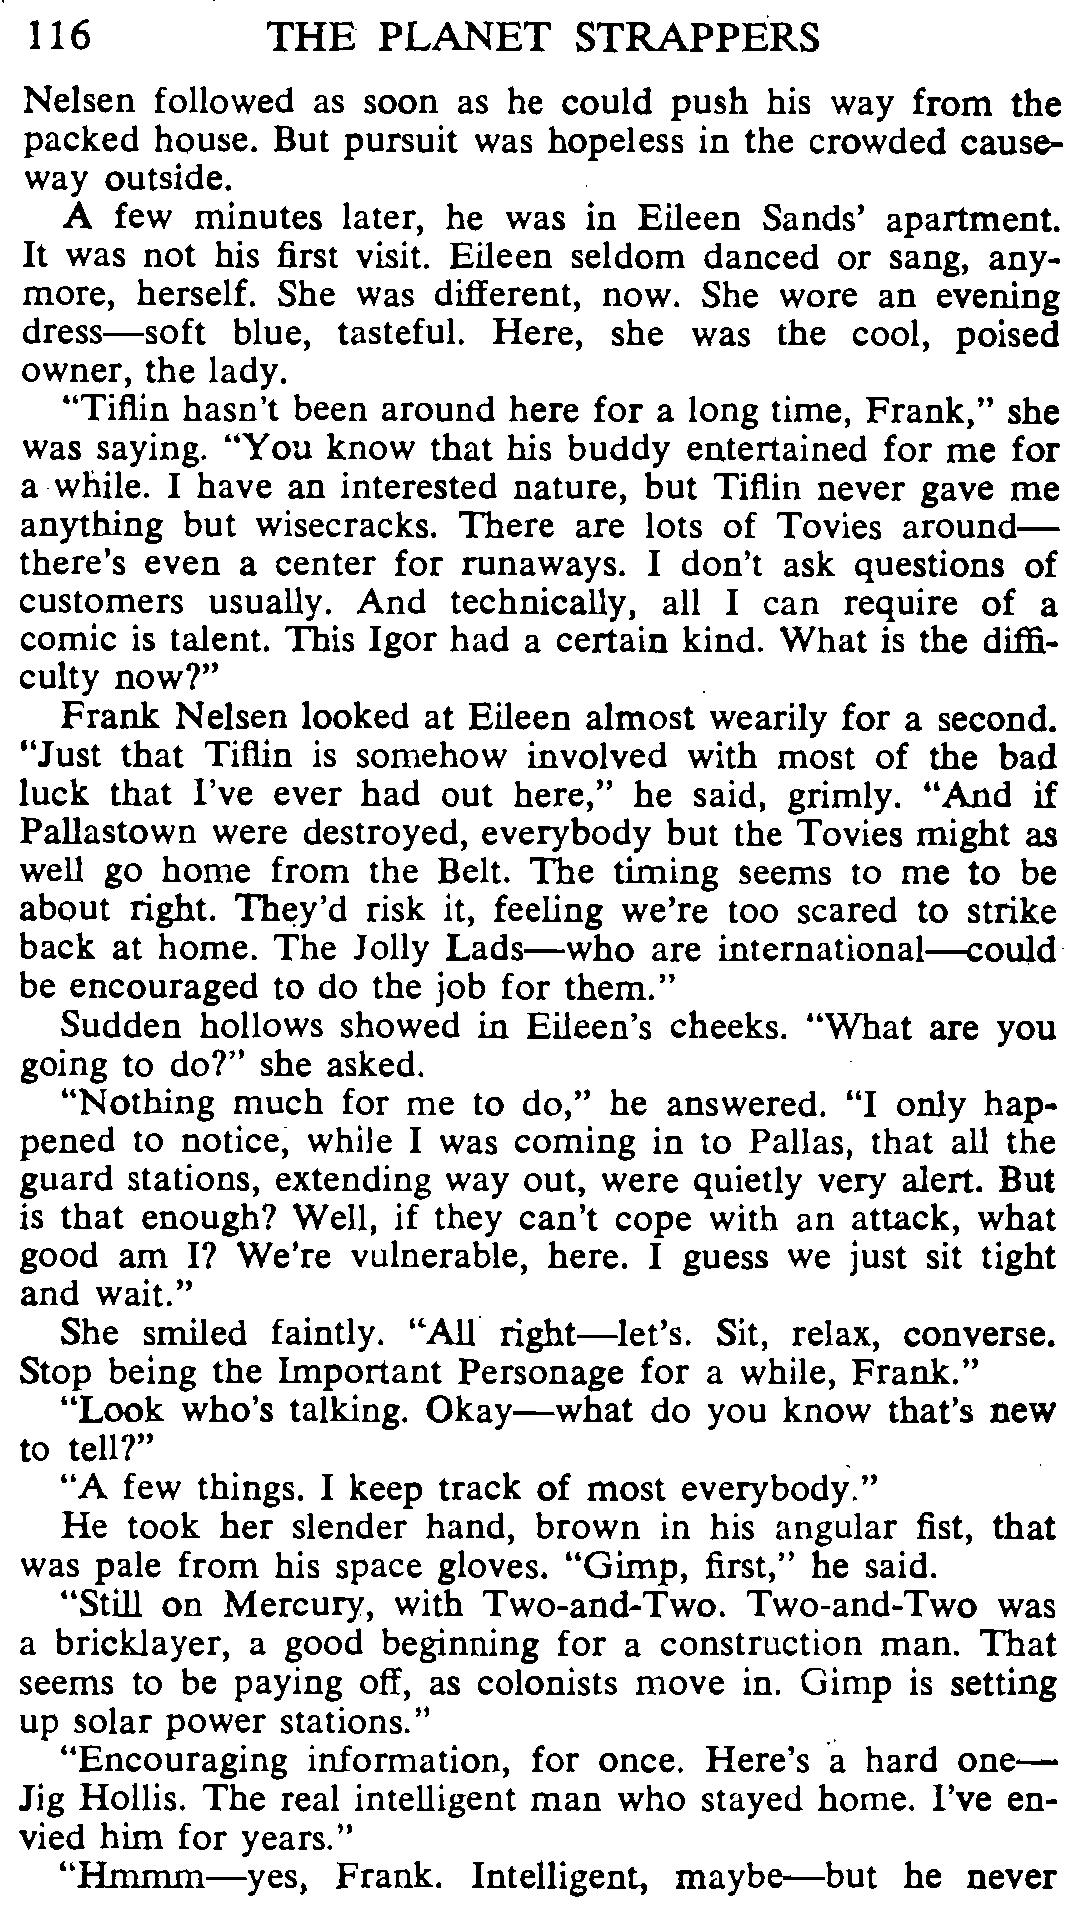 116 THE PLANET STRAPPERS
Nelsen followed as soon as he could push his way from the
packed house. But pursuit was hopeless in the crowded cause-
way outside.
A few minutes later, he was in Eileen Sands' apartment.
It was not his first visit. Eileen seldom danced or sang, any-
more, herself. She was different, now. She wore an evening
dress—soft blue, tasteful. Here, she was the cool, poised
owner, the lady.
"Tiflin hasn't been around here for a long time, Frank," she
was saying. "You know that his buddy entertained for me for
a while. I have an interested nature, but Tiflin never gave me
anything but wisecracks. There are lots of Tovies around—
there's even a center for runaways. I don't ask questions of
customers usually. And technically, all I can require of a
comic is talent. This Igor had a certain kind. What is the diffi-
culty now?"
Frank Nelsen looked at Eileen almost wearily for a second.
"Just that Tiflin is somehow involved with most of the bad
luck that I've ever had out here," he said, grimly. "And if
Pallastown were destroyed, everybody but the Tovies might as
well go home from the Belt. The timing seems to me to be
about right. They'd risk it, feeling we're too scared to strike
back at home. The Jolly Lads—who are international—could
be encouraged to do the job for them."
Sudden hollows showed in Eileen's cheeks. "What are you
going to do?" she asked.
"Nothing much for me to do," he answered. "I only hap-
pened to notice, while I was coming in to Pallas, that all the
guard stations, extending way out, were quietly very alert. But
is that enough? Well, if they can't cope with an attack, what
good am I? We're vulnerable, here. I guess we just sit tight
and wait."
She smiled faintly. "All right—let's. Sit, relax, converse.
Stop being the Important Personage for a while, Frank."
"Look who's talking. Okay—what do you know that's new
to tell?"
"A few things. I keep track of most everybody."
He took her slender hand, brown in his angular fist, that
was pale from his space gloves. "Gimp, first," he said.
"Still on Mercury, with Two-and-Two. Two-and-Two was
a bricklayer, a good beginning for a construction man. That
seems to be paying off, as colonists move in. Gimp is setting
up solar power stations."
"Encouraging information, for once. Here's a hard one—
Jig Hollis. The real intelligent man who stayed home. I've en-
vied him for years."
"Hmmm—yes, Frank. Intelligent, maybe—but he never